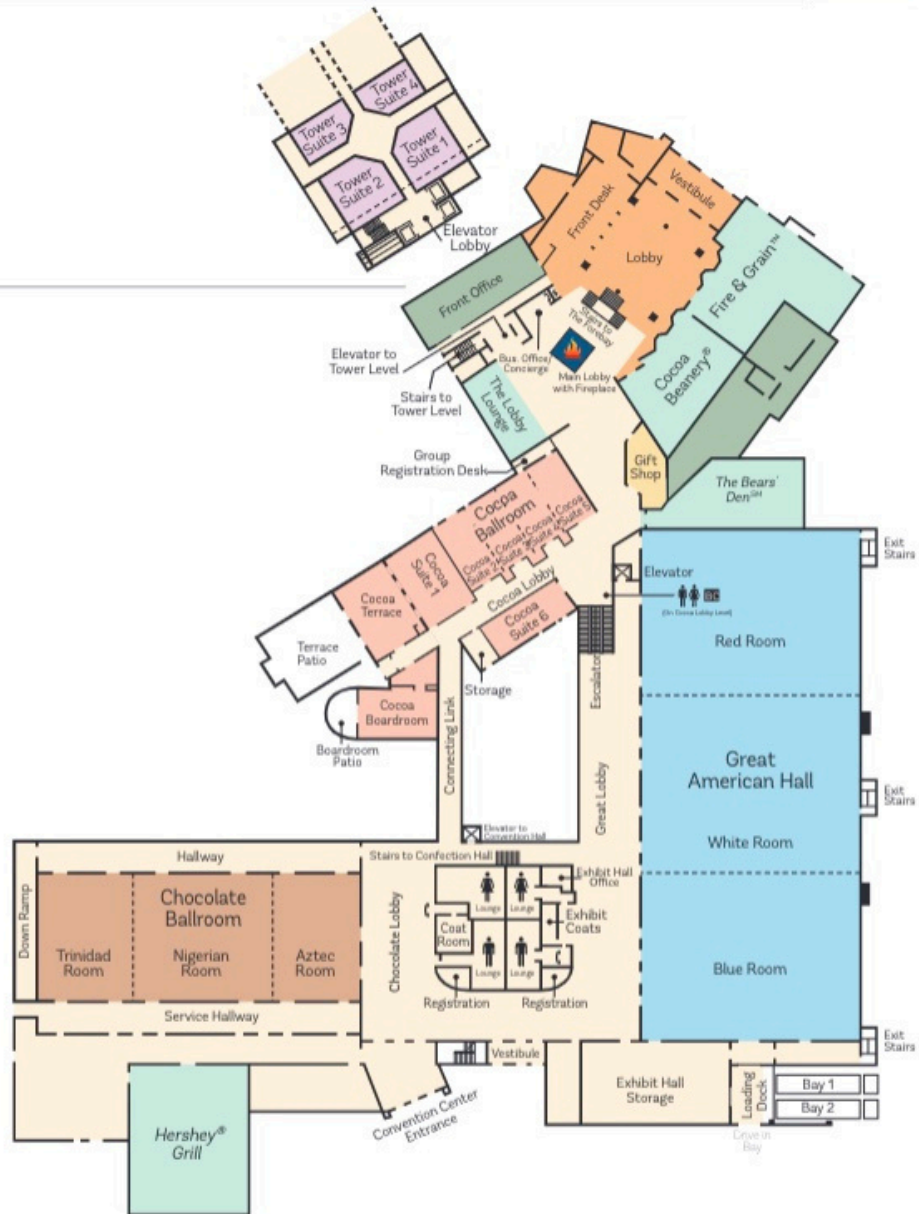 Tower
Suite 4
Tower
Suite 3
Tower
Suite 1
Tower
Suite 2
Elevator
Lobby
Vestibule
Front Desk
Lobby
Fire & Grain™
Front Office
Stairs to
The Forebay
Elevator to
Tower Level
Bus. Office/
Concierge
Main Lobby
with Fireplace
Cocoa
Beanery®
Stairs to
Tower Level
The Lobby
Lounge
Group
Registration Desk
Gift
Shop
The Bears'
Den℠
Cocoa
Ballroom
Cocoa
Suite 1
Cocoa
Suite 2
Cocoa
Suite 3
Cocoa
Suite 4
Cocoa
Suite 5
Exit
Stairs
Elevator
(On Cocoa Lobby Level)
Cocoa Lobby
Cocoa
Terrace
Cocoa
Suite 6
Red Room
Terrace
Patio
Storage
Escalator
Cocoa
Boardroom
Boardroom
Patio
Connecting Link
Great
American Hall
Great Lobby
Exit
Stairs
Elevator to
Convention Hall
White Room
Hallway
Stairs to Confection Hall
Exhibit Hall
Office
Down Ramp
Chocolate
Ballroom
Chocolate Lobby
Lounge
Lounge
Coat
Room
Exhibit
Coats
Trinidad
Room
Nigerian
Room
Aztec
Room
Lounge
Lounge
Blue Room
Registration
Registration
Service Hallway
Exit
Stairs
Vestibule
Exhibit Hall
Storage
Loading
Dock
Bay 1
Bay 2
Convention Center
Entrance
Drive in
Bay
Hershey®
Grill